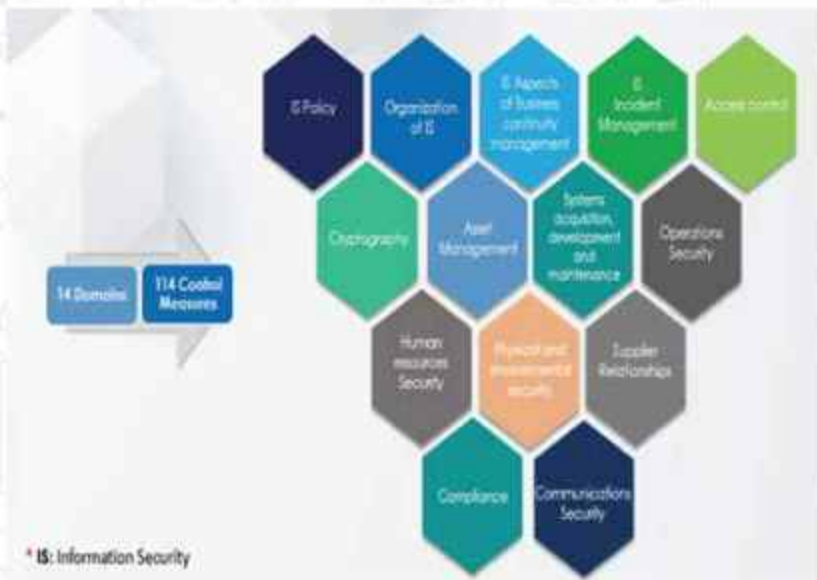 IS Policy
Organization
of IS
IS Aspects
of Business
continuity
management
IS
Incident
Management
Access control
Cryptography
Asset
Management
Systems
acquisition,
development
and
maintenance
Operations
Security
14 Domains
114 Control
Measures
Human
resources
Security
Physical and
environmental
security
Supplier
Relationships
Compliance
Communications
Security
* IS: Information Security